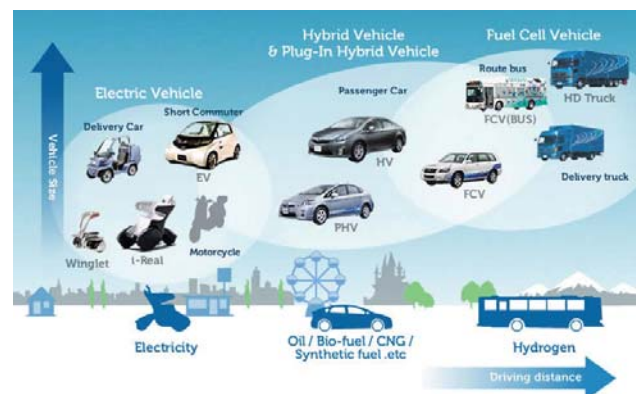 Hybrid Vehicle
& Plug-In Hybrid Vehicle
Fuel Cell Vehicle
Electric Vehicle
Vehicle Size
Delivery Car
Short Commuter
EV
Winglet
i-Real
Motorcycle
Passenger Car
HV
PHV
Route bus
FCV(BUS)
HD Truck
FCV
Delivery truck
Electricity
Oil / Bio-fuel / CNG /
Synthetic fuel .etc
Hydrogen
Driving distance